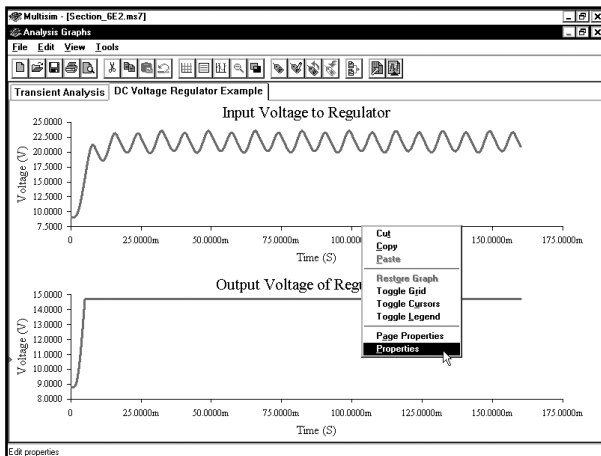 Multisim - [Section_6E2.ms7]
Analysis Graphs
File Edit View Tools
Transient Analysis DC Voltage Regulator Example
Input Voltage to Regulator
25.0000
22.5000
20.0000
17.5000
15.0000
12.5000
10.0000
7.5000
Voltage (V)
0 25.0000m 50.0000m 75.0000m 100.000 150.0000m 175.0000m
Time (S)
Cut
Copy
Paste
Restore Graph
Toggle Grid
Toggle Cursors
Toggle Legend
Page Properties
Properties
Output Voltage of Reg
15.0000
14.0000
13.0000
12.0000
11.0000
10.0000
9.0000
8.0000
Voltage (V)
0 25.0000m 50.0000m 75.0000m 100.0000m 125.0000m 150.0000m 175.0000m
Time (S)
Edit properties